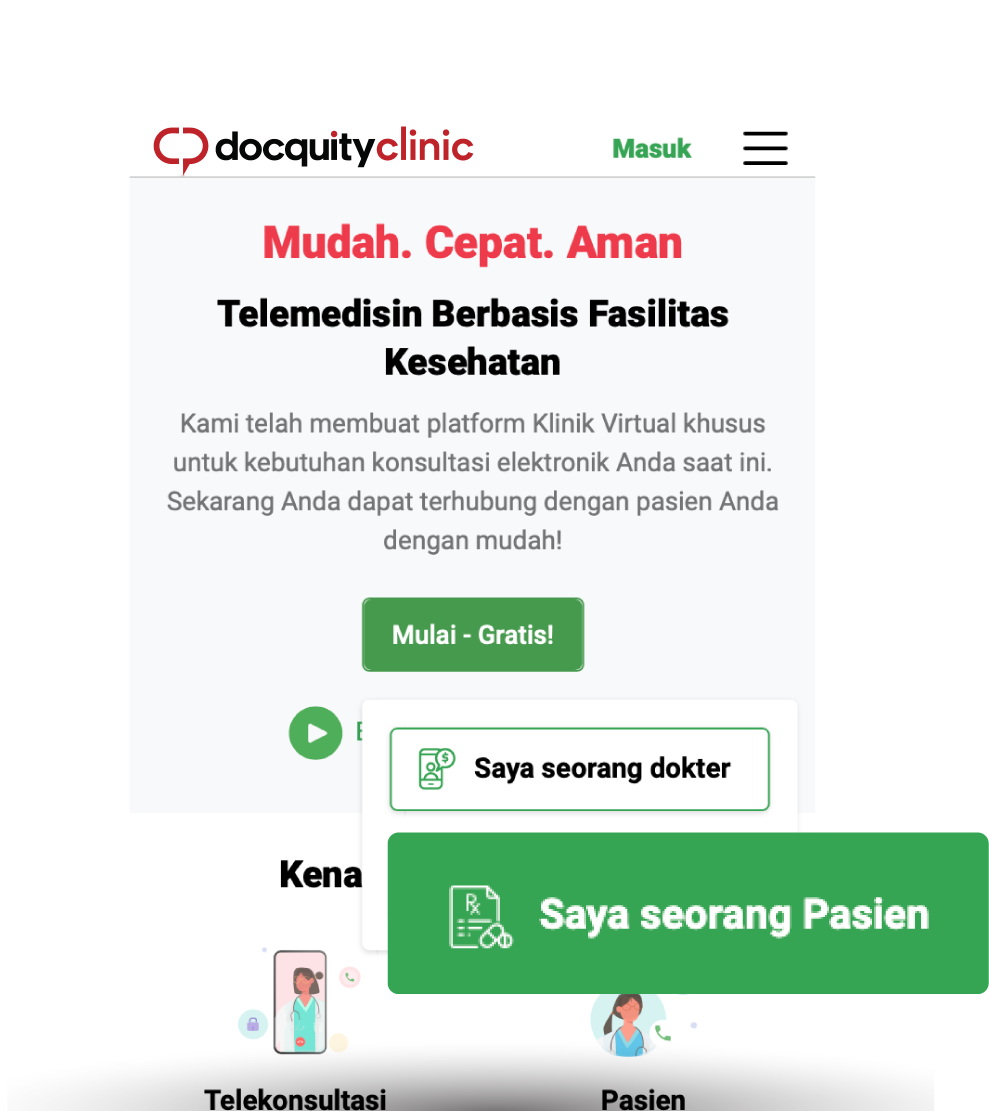 docquityclinic
Masuk
Mudah. Cepat. Aman
Telemedisin Berbasis Fasilitas
Kesehatan
Kami telah membuat platform Klinik Virtual khusus
untuk kebutuhan konsultasi elektronik Anda saat ini.
Sekarang Anda dapat terhubung dengan pasien Anda
dengan mudah!
Mulai - Gratis!
Saya seorang dokter
Saya seorang Pasien
Telekonsultasi
Pasien